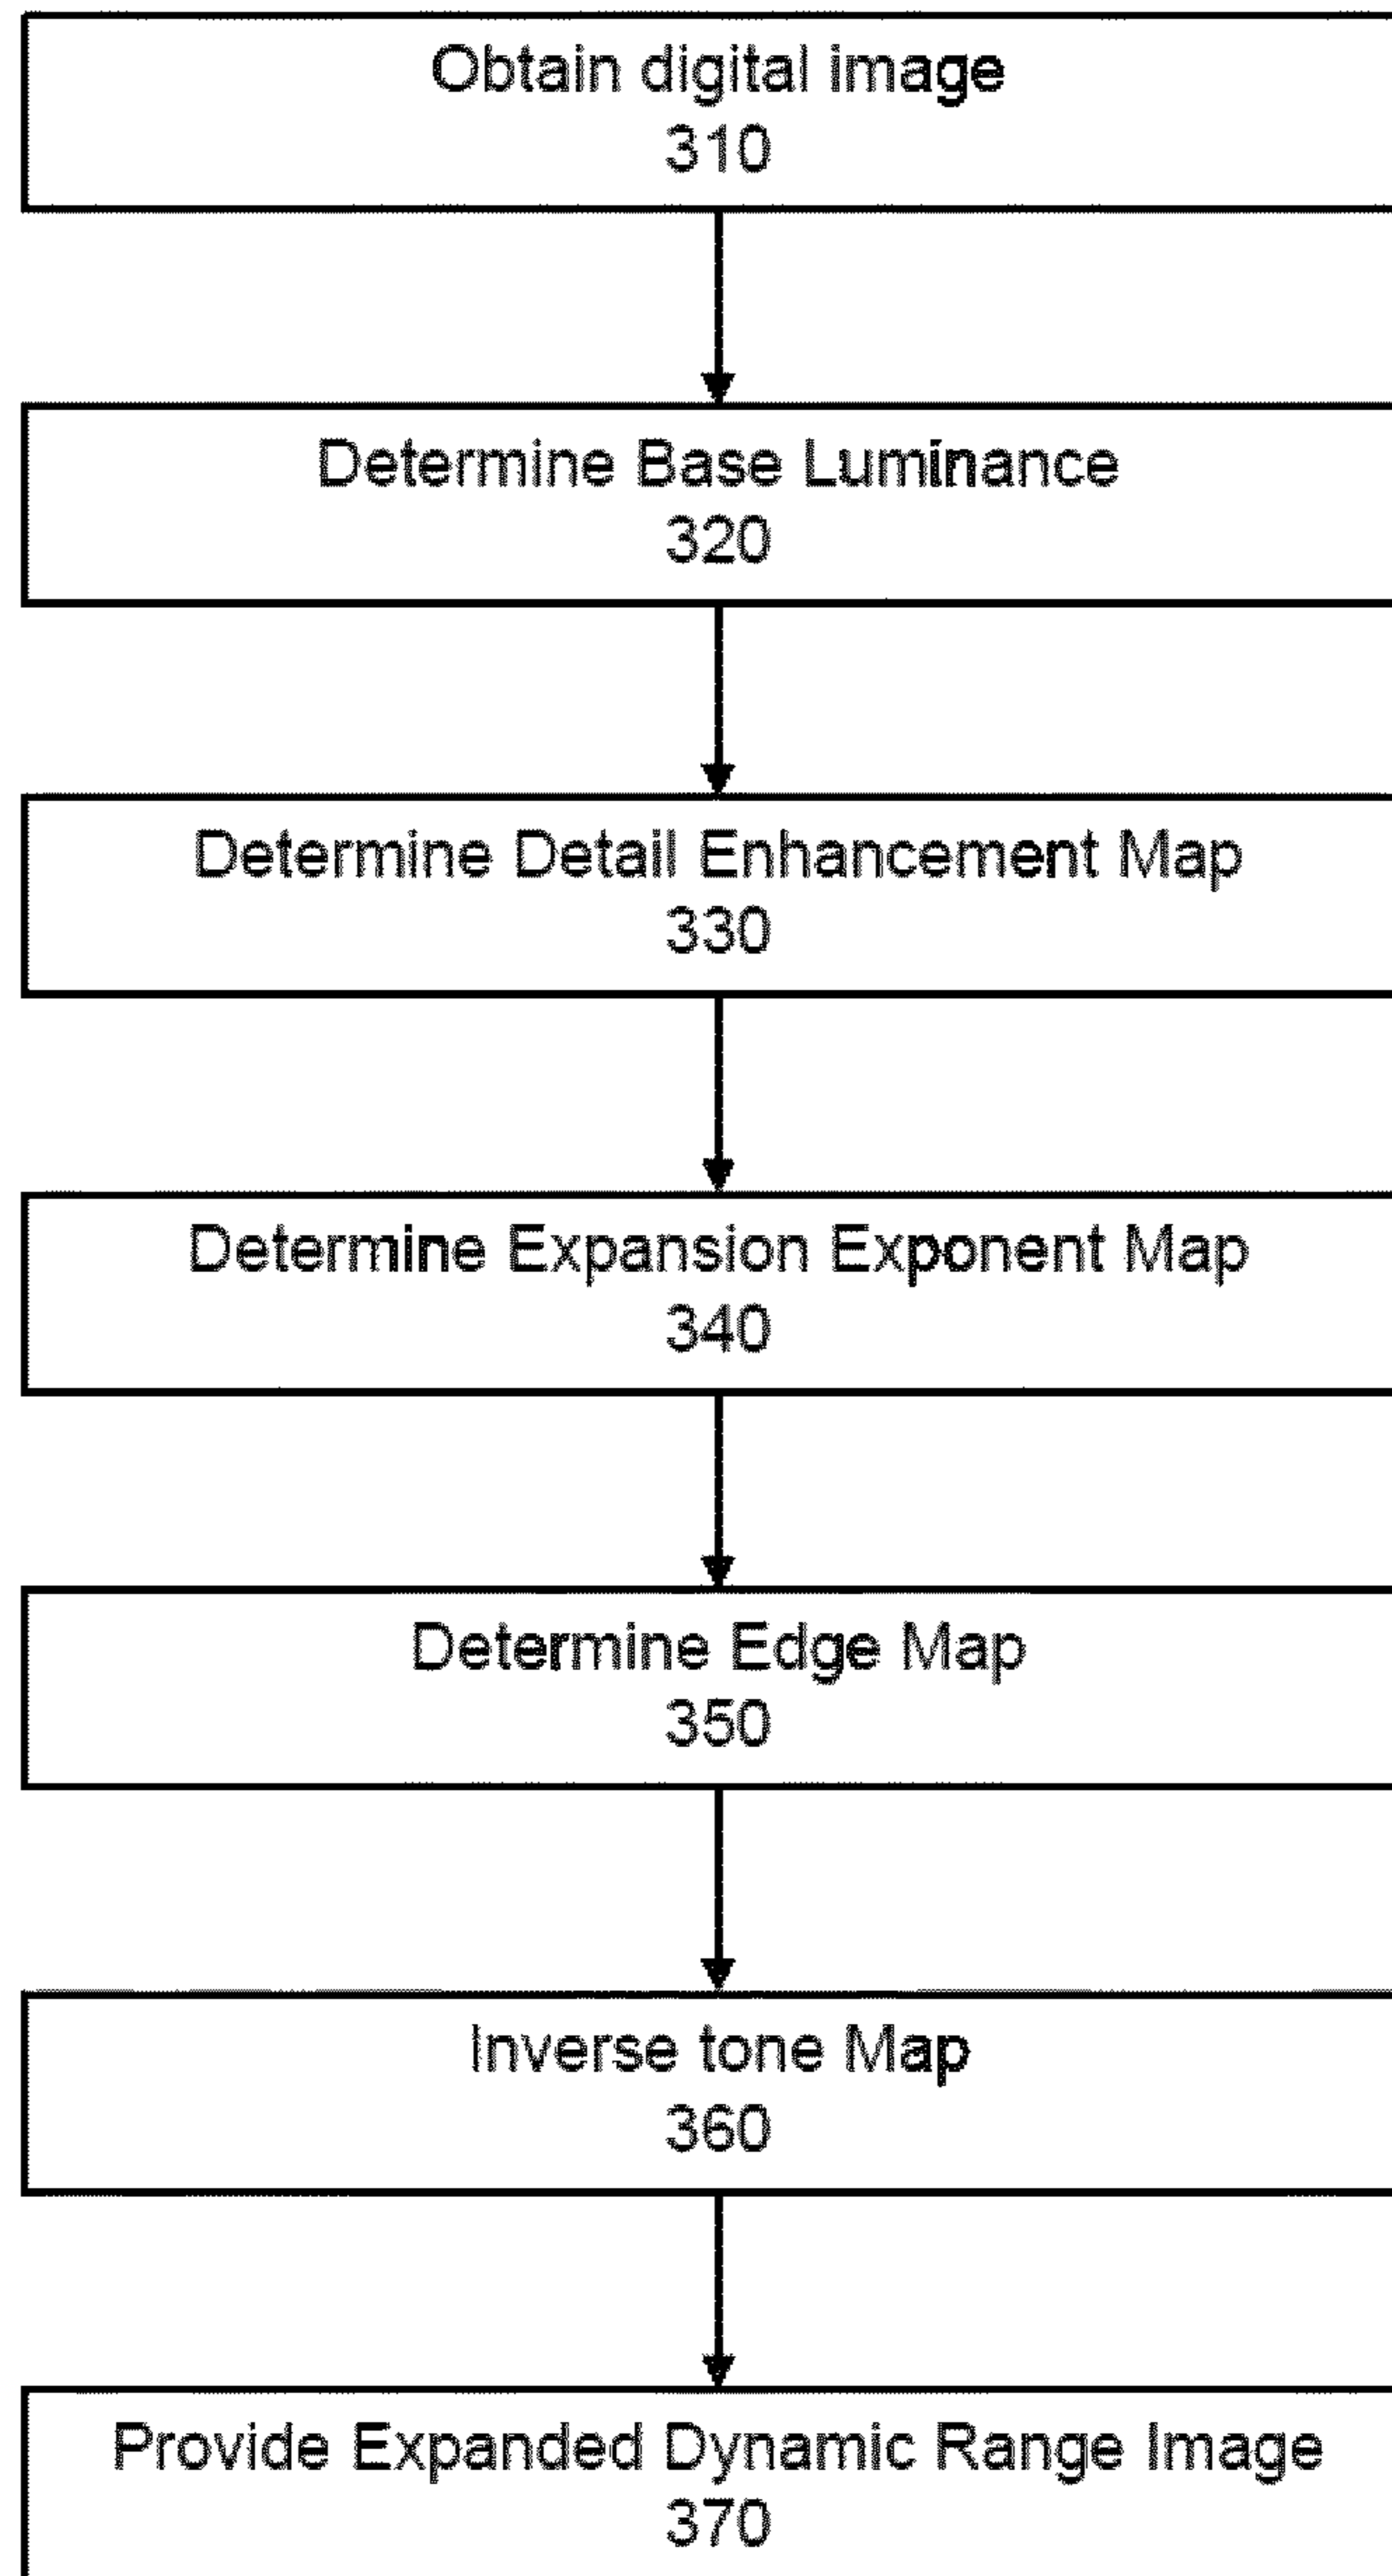 Obtain digital image
310
Determine Base Luminance
320
Determine Detail Enhancement Map
330
Determine Expansion Exponent Map
340
Determine Edge Map
350
Inverse tone Map
360
Provide Expanded Dynamic Range Image
370